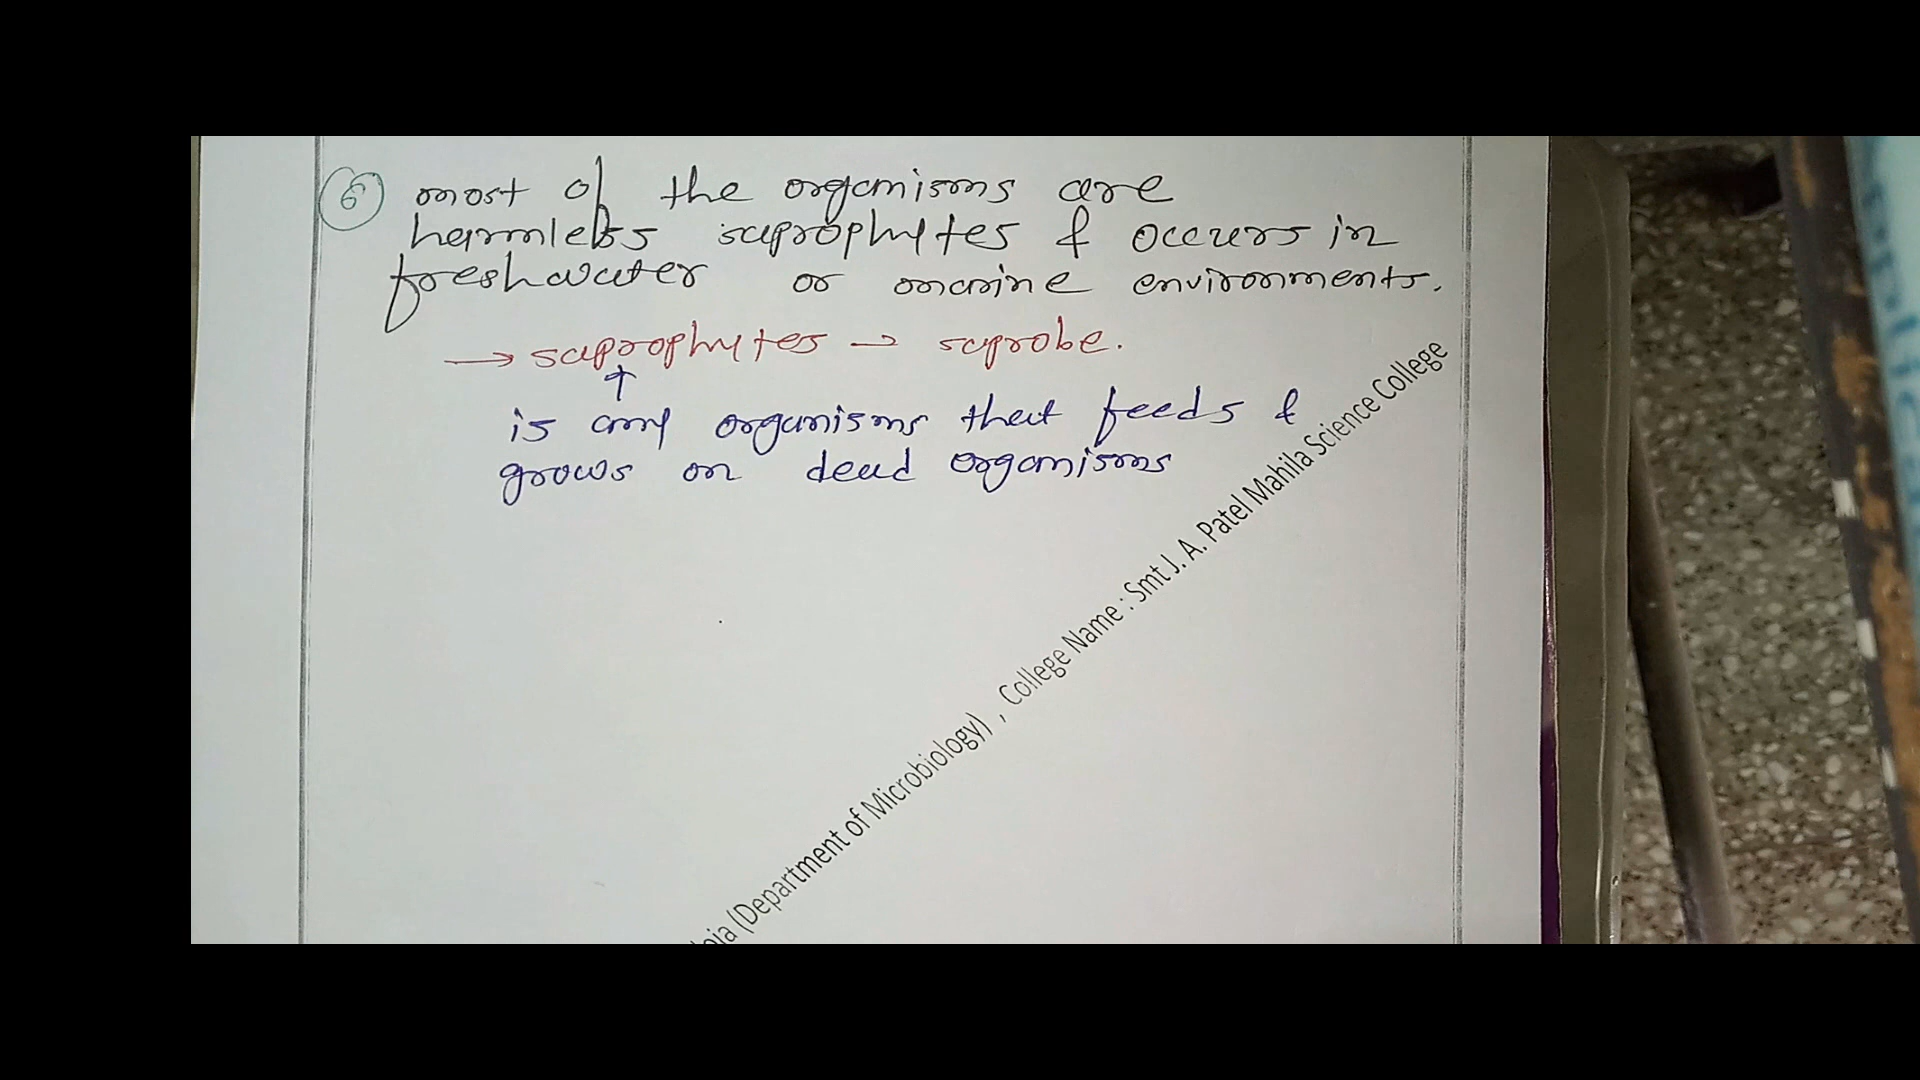 6 most of the organisms are
harmless saprophytes & occurs in
freshwater or marine environments.
→ saprophytes → saprobe.
↑
is any organisms that feeds &
grows on dead organisms
(Department of Microbiology) , College Name : Smt J. A. Patel Mahila Science College